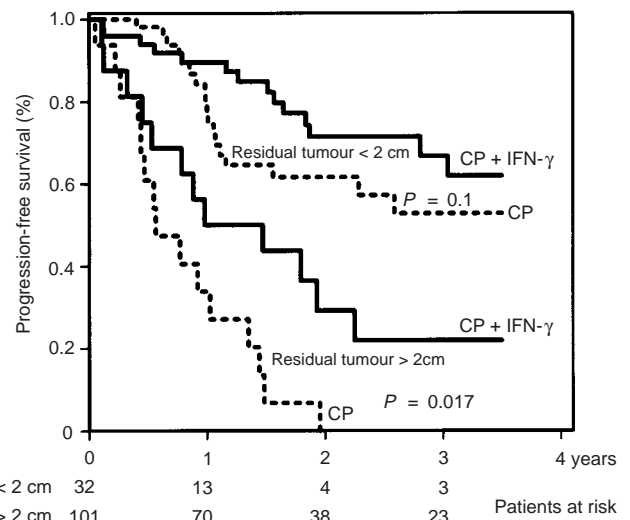 Progression-free survival (%)
1.0
0.8
0.6
0.4
0.2
0
Residual tumour < 2 cm
CP + IFN-γ
P = 0.1
CP
CP + IFN-γ
Residual tumour > 2cm
P = 0.017
CP
0 1 2 3 4 years
< 2 cm 32 13 4 3
> 2 cm 101 70 38 23
Patients at risk